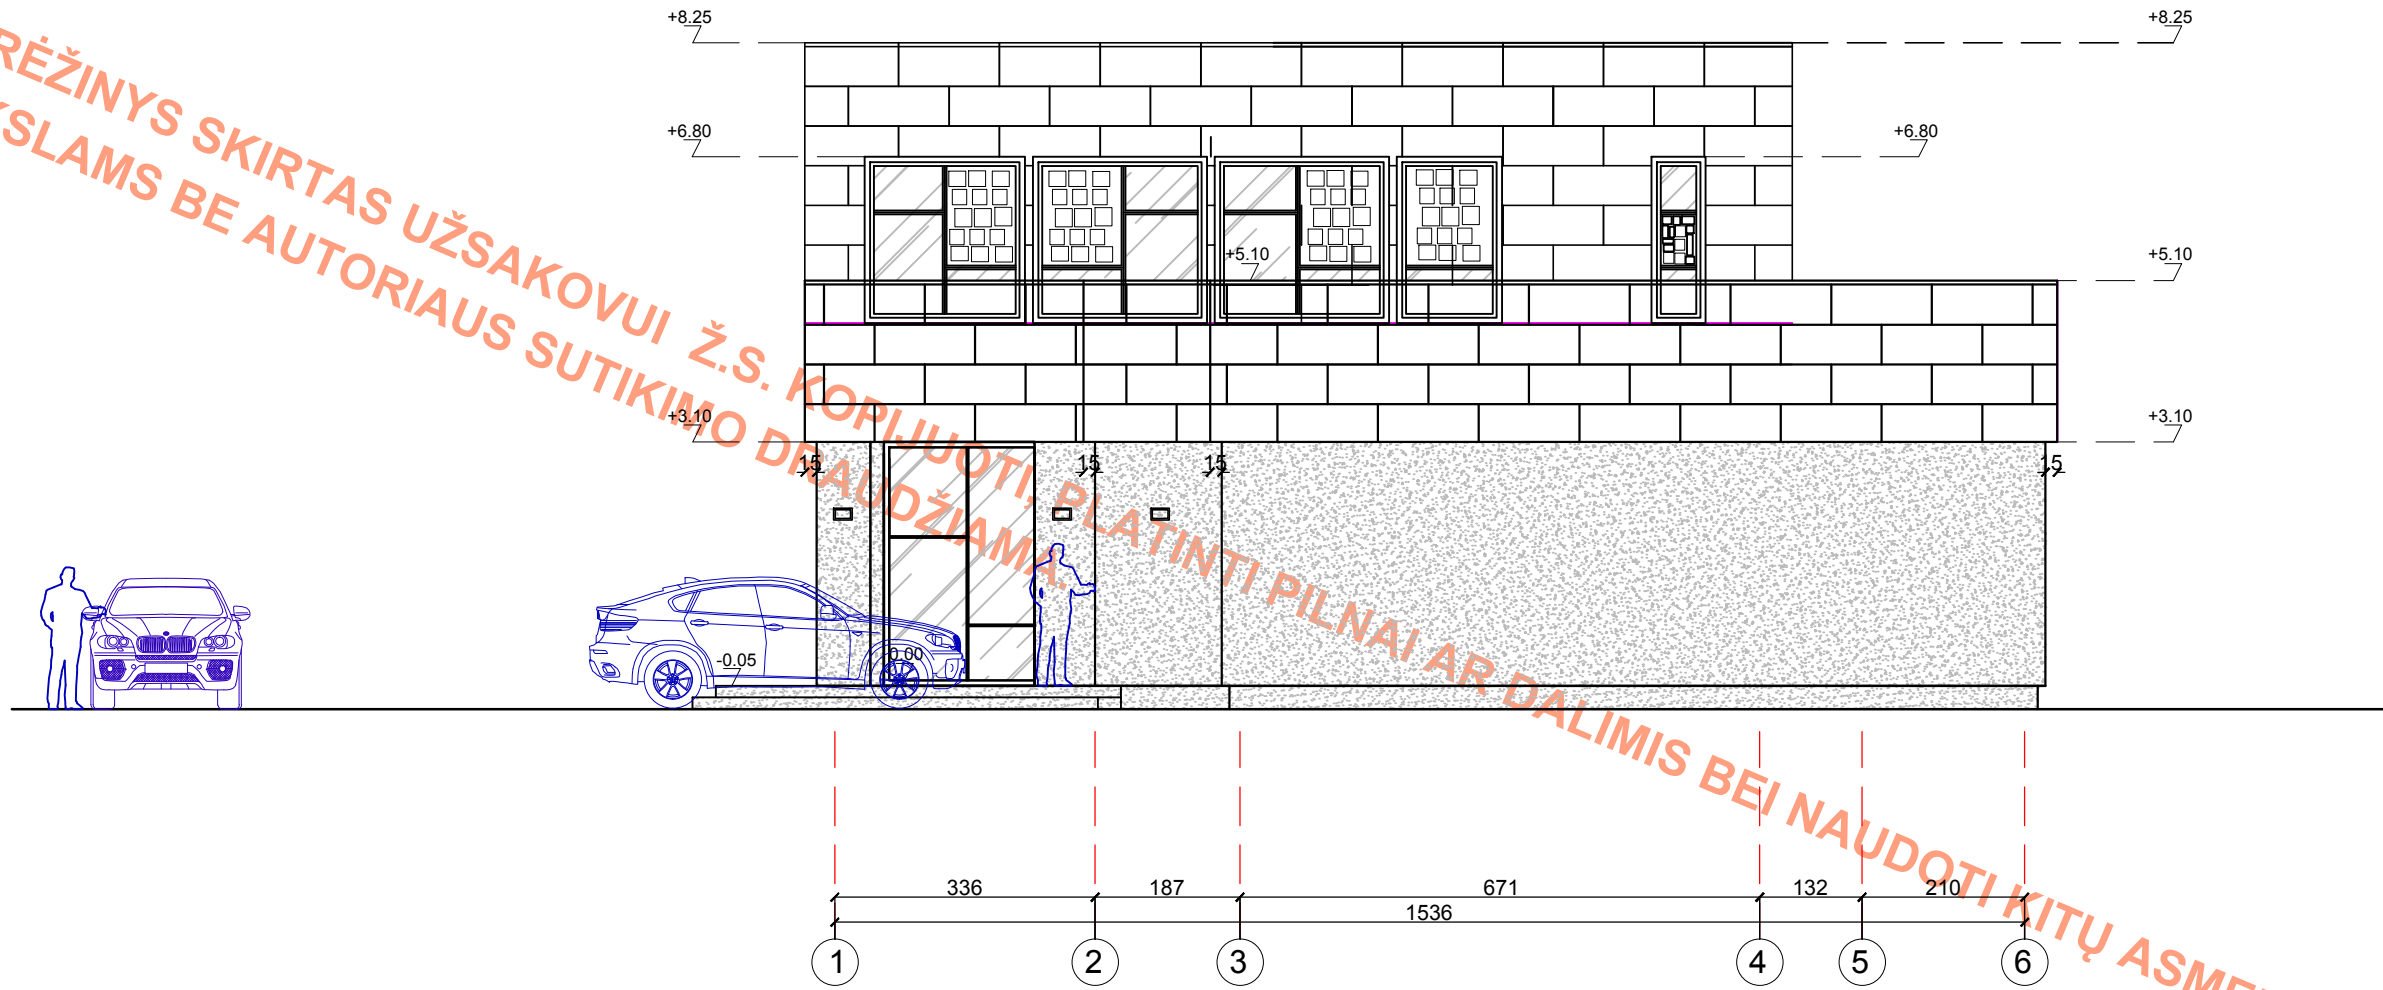 +8.25 +8.25
RĖŽINYS SKIRTAS UŽSAKOVUI Ž.S. KOPIJUOTI, PLATINTI PILNAI AR DALIMIS BEI NAUDOTI KITŲ
BE AUTORIAUS SUTIKIMO DRAUDŽIAMA.
+6.80 +6.80
+5.10 +5.10
+3.10 +3.10
15 15 15 15
-0.05 0.00
336 187 671 132 210
1536
1 2 3 4 5 6